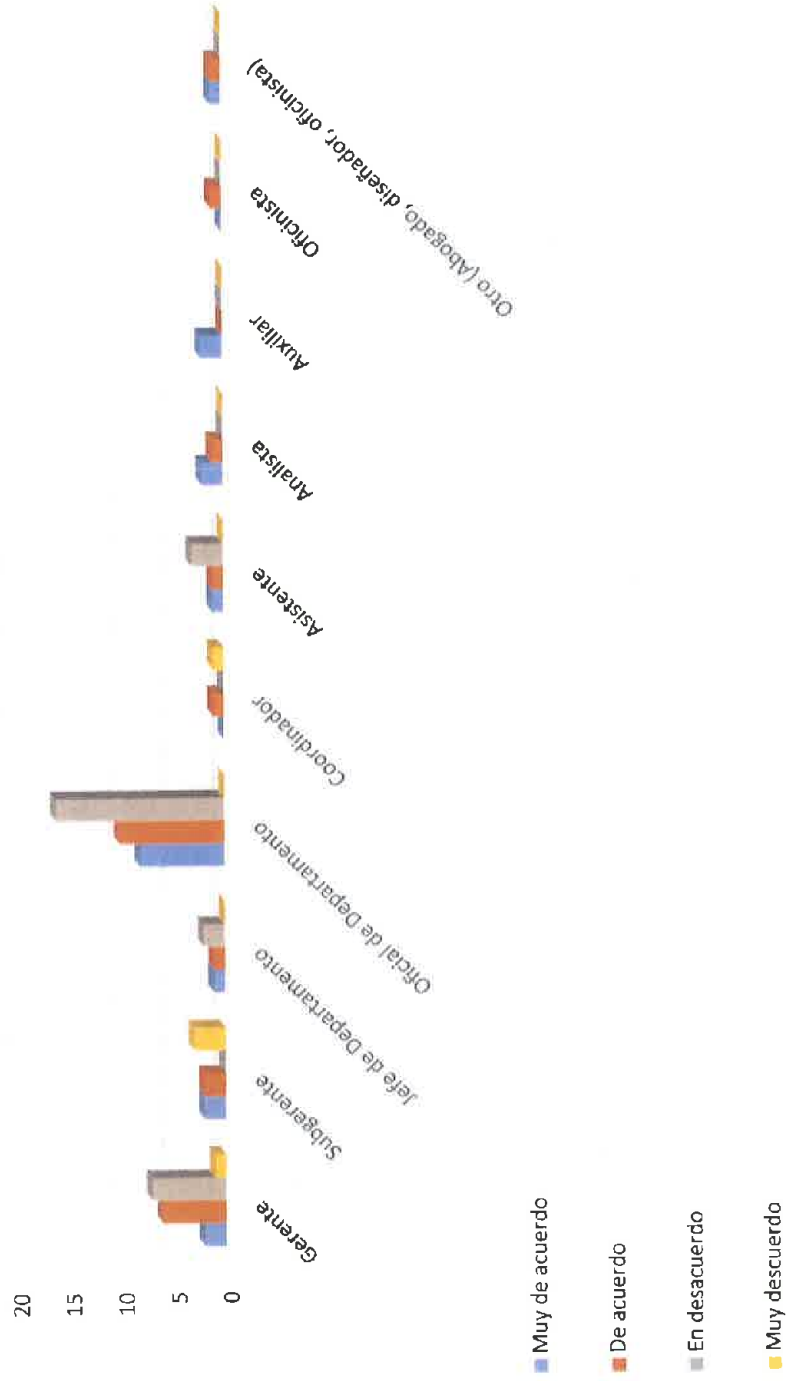 20
15
10
5
0
Gerente
Subgerente
Jefe de Departamento
Oficial de Departamento
Coordinador
Asistente
Analista
Auxiliar
Oficinista
Otro (Abogado, diseñador, oficinista)
Muy de acuerdo
De acuerdo
En desacuerdo
Muy descuerdo